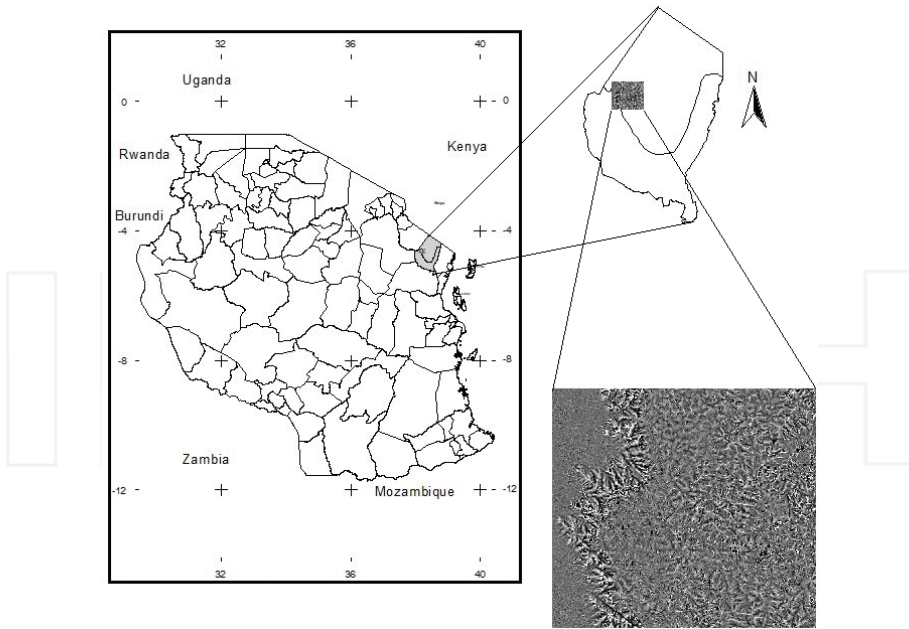 32 36 40
Uganda
0 0
Kenya
Rwanda
Burundi
-4 -4
-8 -8
Zambia
Mozambique
-12 -12
32 36 40
N